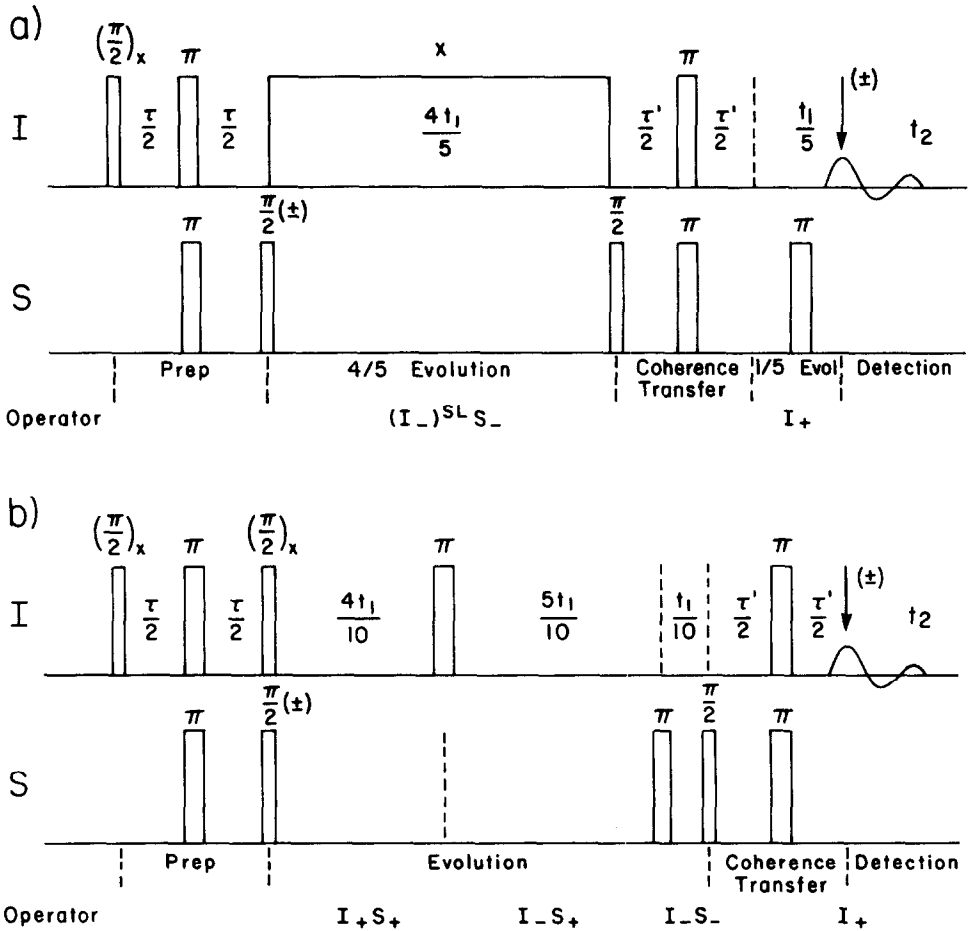 a)
(π/2)x π x π (±)
I τ/2 τ/2 4t₁/5 τ'/2 τ'/2 t₁/5 t₂
π π/2(±) π/2 π π
S
Prep 4/5 Evolution Coherence Transfer 1/5 Evol Detection
Operator (I₋)^SL S₋ I₊
b)
(π/2)x π (π/2)x π π (±)
I τ/2 τ/2 4t₁/10 5t₁/10 t₁/10 τ'/2 τ'/2 t₂
π π/2(±) π π/2 π
S
Prep Evolution Coherence Transfer Detection
Operator I₊S₊ I₋S₊ I₋S₋ I₊